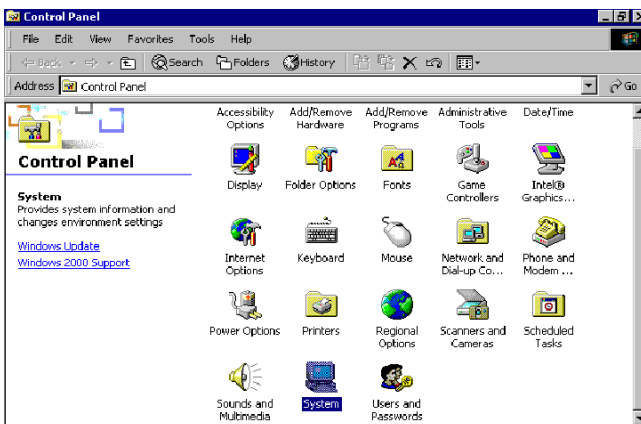 Control Panel
File Edit View Favorites Tools Help
Back Search Folders History
Address Control Panel Go
Accessibility Options
Add/Remove Hardware
Add/Remove Programs
Administrative Tools
Date/Time
Control Panel
System
Provides system information and
changes environment settings
Windows Update
Windows 2000 Support
Display
Folder Options
Fonts
Game Controllers
Intel® Graphics...
Internet Options
Keyboard
Mouse
Network and Dial-up Co...
Phone and Modem ...
Power Options
Printers
Regional Options
Scanners and Cameras
Scheduled Tasks
Sounds and Multimedia
System
Users and Passwords